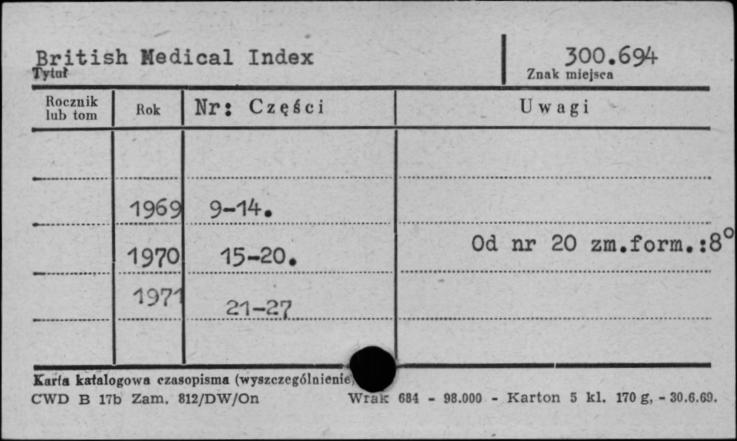 British Medical Index
300.694
Tytuł
Znak miejsca
Rocznik lub tom
Rok
Nr: Części
Uwagi
1969 9-14.
1970 15-20. Od nr 20 zm.form.:8°
1971 21-27
Karta katalogowa czasopisma (wyszczególnienie)
CWD B 17b Zam. 812/DW/On Wrak 684 - 98.000 - Karton 5 kl. 170 g, - 30.6.69.